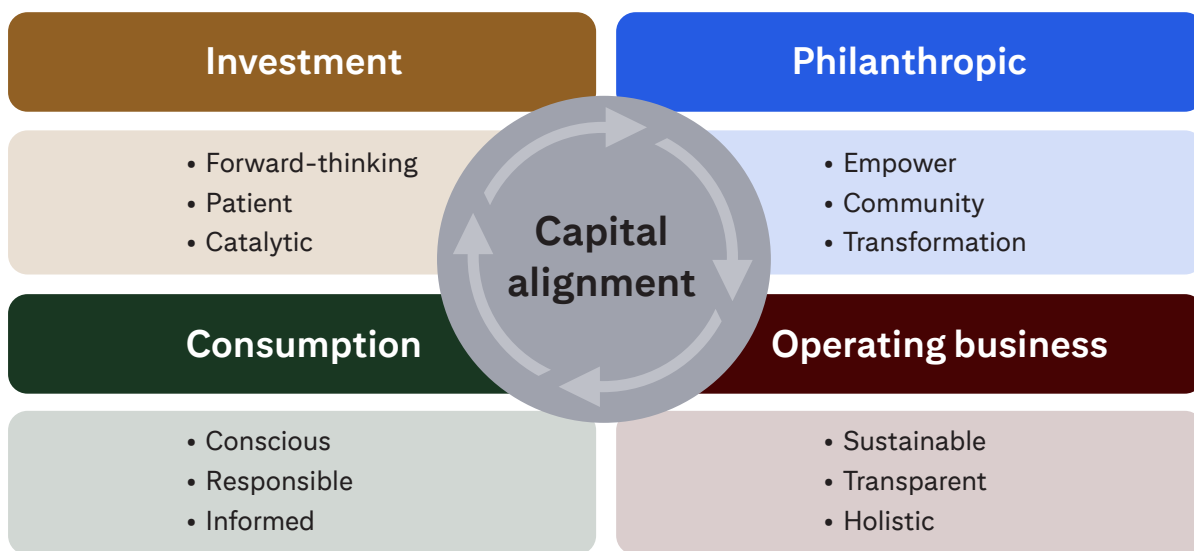 Investment
• Forward-thinking
• Patient
• Catalytic
Philanthropic
• Empower
• Community
• Transformation
Capital
alignment
Consumption
• Conscious
• Responsible
• Informed
Operating business
• Sustainable
• Transparent
• Holistic